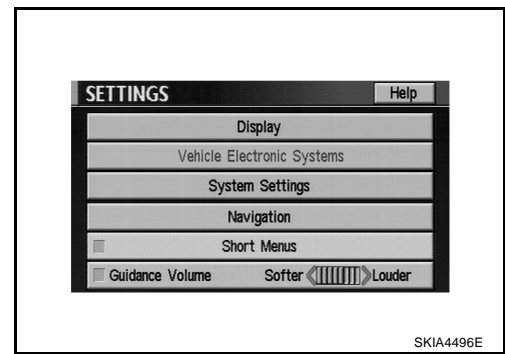 SETTINGS Help
Display
Vehicle Electronic Systems
System Settings
Navigation
Short Menus
Guidance Volume Softer Louder
SKIA4496E